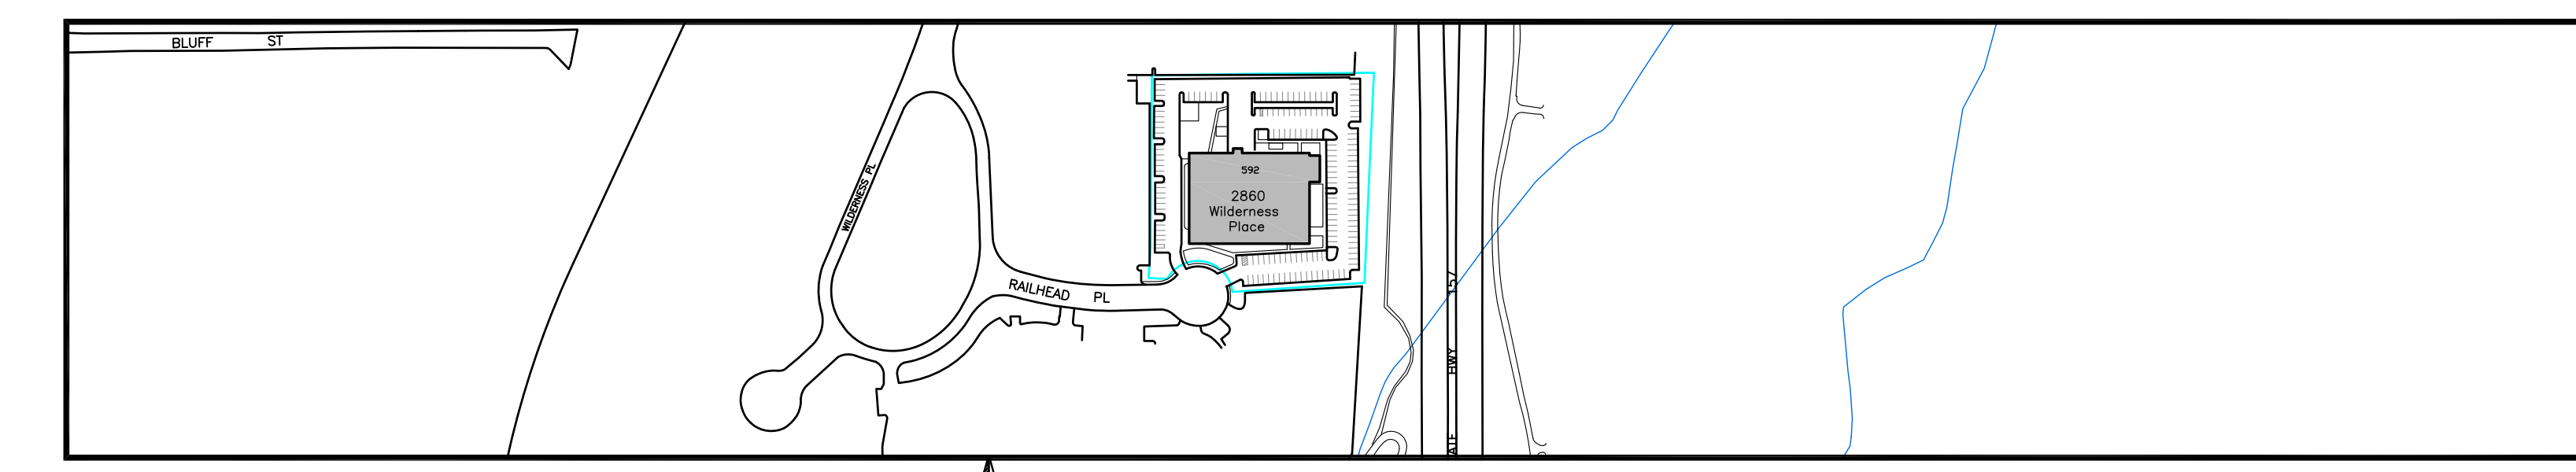 BLUFF ST
WILDERNESS PL
592
2860
Wilderness
Place
RAILHEAD PL
HWY 157